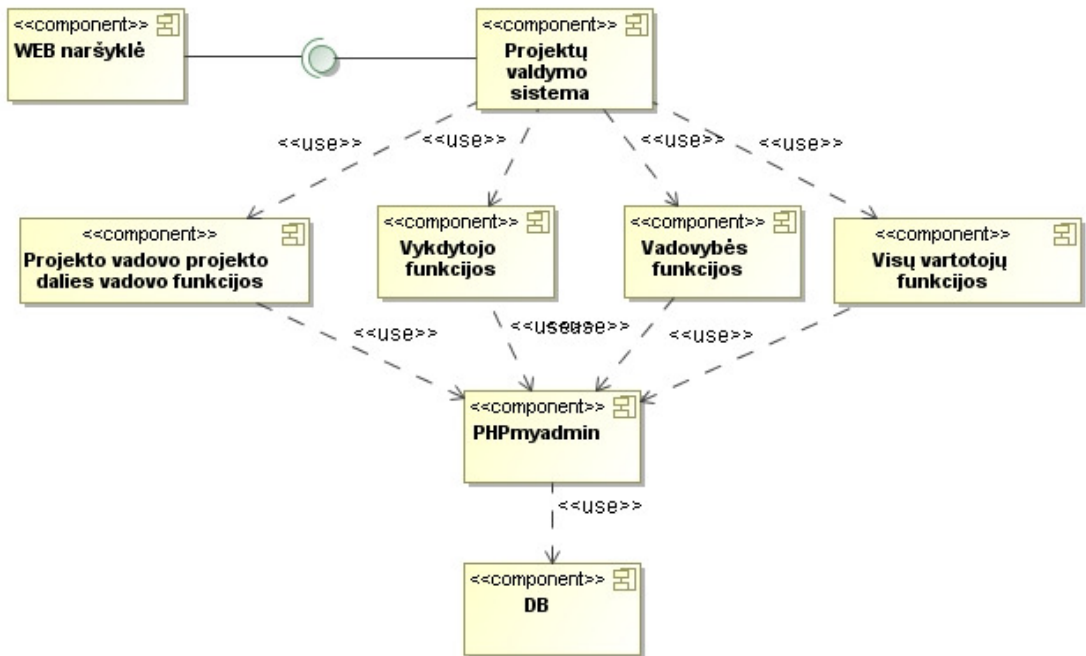 <<component>>
WEB naršyklė
<<component>>
Projektų
valdymo
sistema
<<use>>
<<use>>
<<use>>
<<use>>
<<component>>
Projekto vadovo projekto
dalies vadovo funkcijos
<<component>>
Vykdytojo
funkcijos
<<component>>
Vadovybės
funkcijos
<<component>>
Visų vartotojų
funkcijos
<<use>>
<<use>>
<<use>>
<<use>>
<<component>>
PHPmyadmin
<<use>>
<<component>>
DB